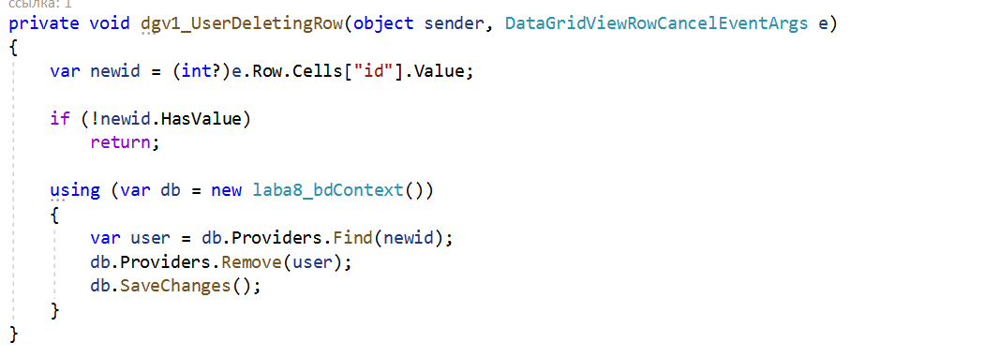 ссылка: 1
private void dgv1_UserDeletingRow(object sender, DataGridViewRowCancelEventArgs e)
{
var newid = (int?)e.Row.Cells["id"].Value;
if (!newid.HasValue)
return;
using (var db = new laba8_bdContext())
{
var user = db.Providers.Find(newid);
db.Providers.Remove(user);
db.SaveChanges();
}
}